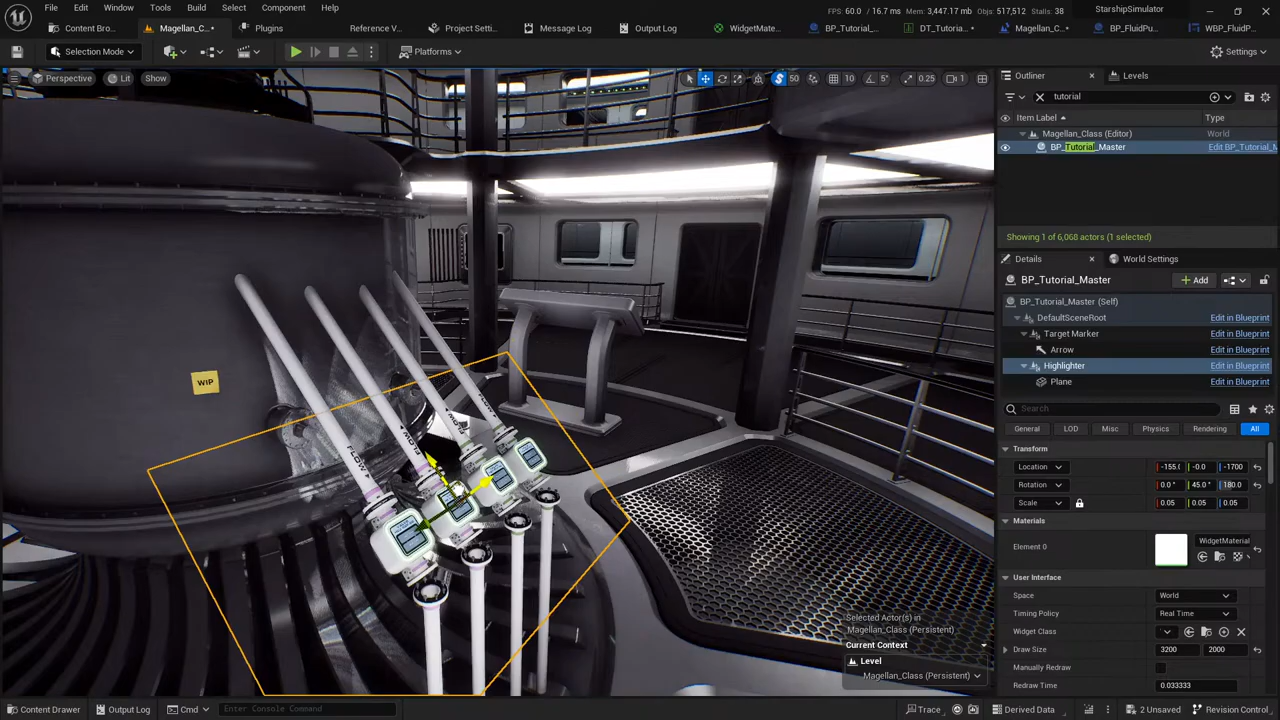 File Edit Window Tools Build Select Component Help
FPS: 60.0 / 16.7 ms Mem: 3,447.17 mb Objs: 517,512 Stalls: 38
StarshipSimulator
Content Bro...
Magellan_C...•
Plugins
Reference V...
Project Setti...
Message Log
Output Log
WidgetMate...
BP_Tutorial_...
DT_Tutoria...•
Magellan_C...•
BP_FluidPu...
WBP_FluidP...
Selection Mode
Platforms
Settings
Perspective Lit Show
50 10 5° 0.25 1
WIP
FLOW
FLOW
FLOW
Selected Actor(s) in
Magellan_Class (Persistent)
Current Context
Level
Magellan_Class (Persistent)
Outliner Levels
tutorial
Item Label Type
Magellan_Class (Editor) World
BP_Tutorial_Master Edit BP_Tutorial_M
Showing 1 of 6,068 actors (1 selected)
Details World Settings
BP_Tutorial_Master Add
BP_Tutorial_Master (Self)
DefaultSceneRoot Edit in Blueprint
Target Marker Edit in Blueprint
Arrow Edit in Blueprint
Highlighter Edit in Blueprint
Plane Edit in Blueprint
Search
General LOD Misc Physics Rendering All
Transform
Location -155.( -0.0 -1700
Rotation 0.0 ° 45.0 ° 180.0
Scale 0.05 0.05 0.05
Materials
Element 0 WidgetMaterial
User Interface
Space World
Timing Policy Real Time
Widget Class
Draw Size 3200 2000
Manually Redraw
Redraw Time 0.033333
Content Drawer Output Log Cmd Enter Console Command Trace Derived Data 2 Unsaved Revision Control